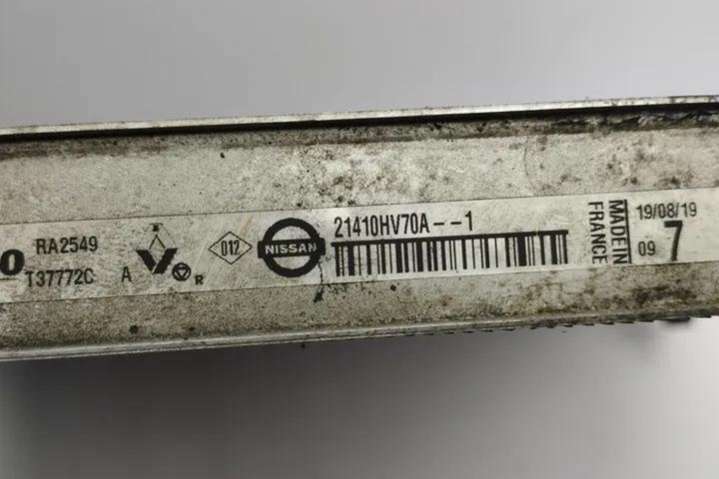 RA2549
T37772C
A
R
012
NISSAN
21410HV70A--1
MADE IN
FRANCE
19/08/19
09 7